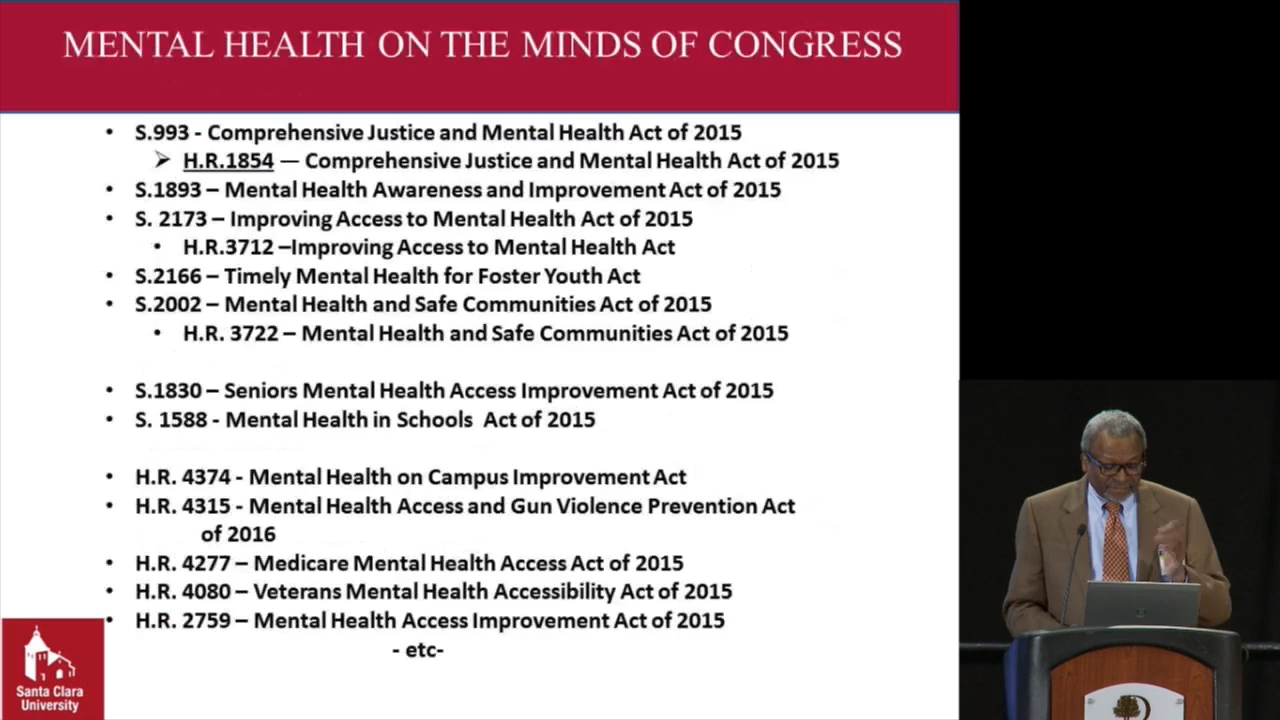 MENTAL HEALTH ON THE MINDS OF CONGRESS
• S.993 - Comprehensive Justice and Mental Health Act of 2015
➢ H.R.1854 — Comprehensive Justice and Mental Health Act of 2015
• S.1893 – Mental Health Awareness and Improvement Act of 2015
• S. 2173 – Improving Access to Mental Health Act of 2015
• H.R.3712 –Improving Access to Mental Health Act
• S.2166 – Timely Mental Health for Foster Youth Act
• S.2002 – Mental Health and Safe Communities Act of 2015
• H.R. 3722 – Mental Health and Safe Communities Act of 2015
• S.1830 – Seniors Mental Health Access Improvement Act of 2015
• S. 1588 - Mental Health in Schools Act of 2015
• H.R. 4374 - Mental Health on Campus Improvement Act
• H.R. 4315 - Mental Health Access and Gun Violence Prevention Act
of 2016
• H.R. 4277 – Medicare Mental Health Access Act of 2015
• H.R. 4080 – Veterans Mental Health Accessibility Act of 2015
• H.R. 2759 – Mental Health Access Improvement Act of 2015
- etc-
Santa Clara
University